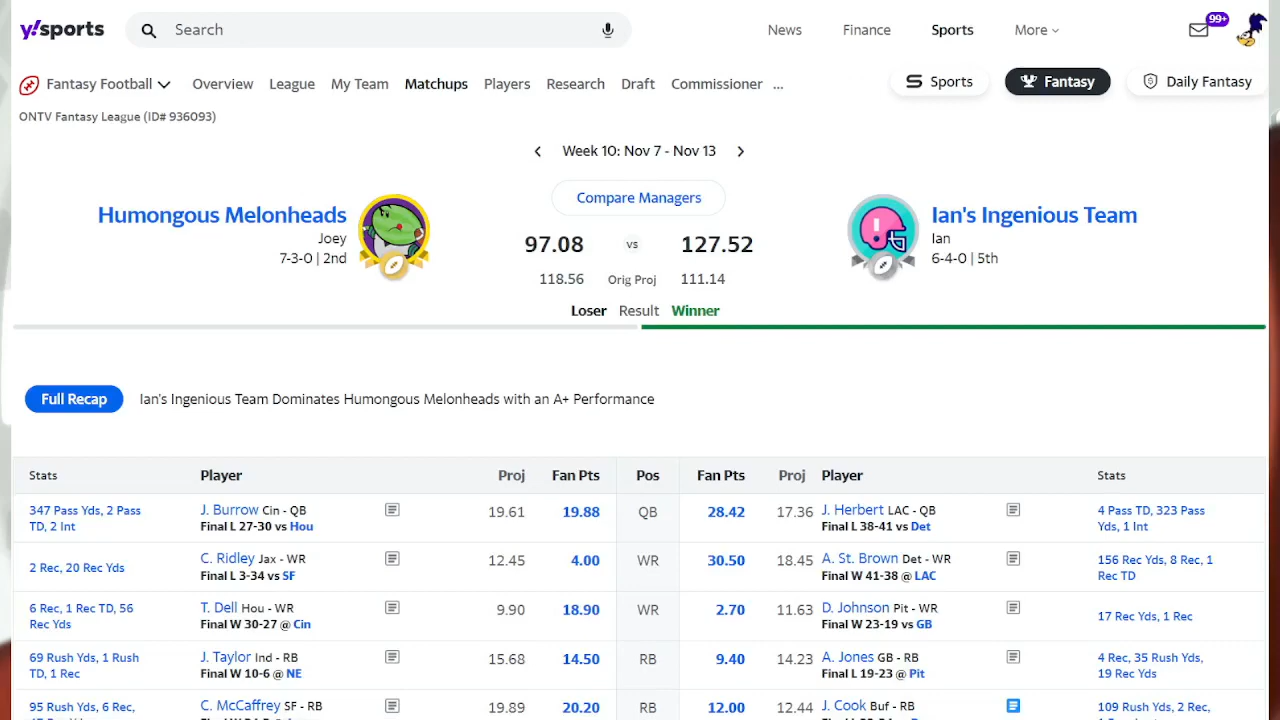 y!sports
Search
News
Finance
Sports
More
99+
Fantasy Football
Overview
League
My Team
Matchups
Players
Research
Draft
Commissioner
...
Sports
Fantasy
Daily Fantasy
ONTV Fantasy League (ID# 936093)
Week 10: Nov 7 - Nov 13
Compare Managers
Humongous Melonheads
Joey
7-3-0 | 2nd
97.08 vs 127.52
118.56 Orig Proj 111.14
Loser Result Winner
Ian's Ingenious Team
Ian
6-4-0 | 5th
Full Recap
Ian's Ingenious Team Dominates Humongous Melonheads with an A+ Performance
Stats Player Proj Fan Pts Pos Fan Pts Proj Player Stats
347 Pass Yds, 2 Pass
TD, 2 Int
J. Burrow Cin - QB
Final L 27-30 vs Hou
19.61 19.88 QB 28.42 17.36
J. Herbert LAC - QB
Final L 38-41 vs Det
4 Pass TD, 323 Pass
Yds, 1 Int
2 Rec, 20 Rec Yds
C. Ridley Jax - WR
Final L 3-34 vs SF
12.45 4.00 WR 30.50 18.45
A. St. Brown Det - WR
Final W 41-38 @ LAC
156 Rec Yds, 8 Rec, 1
Rec TD
6 Rec, 1 Rec TD, 56
Rec Yds
T. Dell Hou - WR
Final W 30-27 @ Cin
9.90 18.90 WR 2.70 11.63
D. Johnson Pit - WR
Final W 23-19 vs GB
17 Rec Yds, 1 Rec
69 Rush Yds, 1 Rush
TD, 1 Rec
J. Taylor Ind - RB
Final W 10-6 @ NE
15.68 14.50 RB 9.40 14.23
A. Jones GB - RB
Final L 19-23 @ Pit
4 Rec, 35 Rush Yds,
19 Rec Yds
95 Rush Yds, 6 Rec,
C. McCaffrey SF - RB
19.89 20.20 RB 12.00 12.44
J. Cook Buf - RB
109 Rush Yds, 2 Rec,